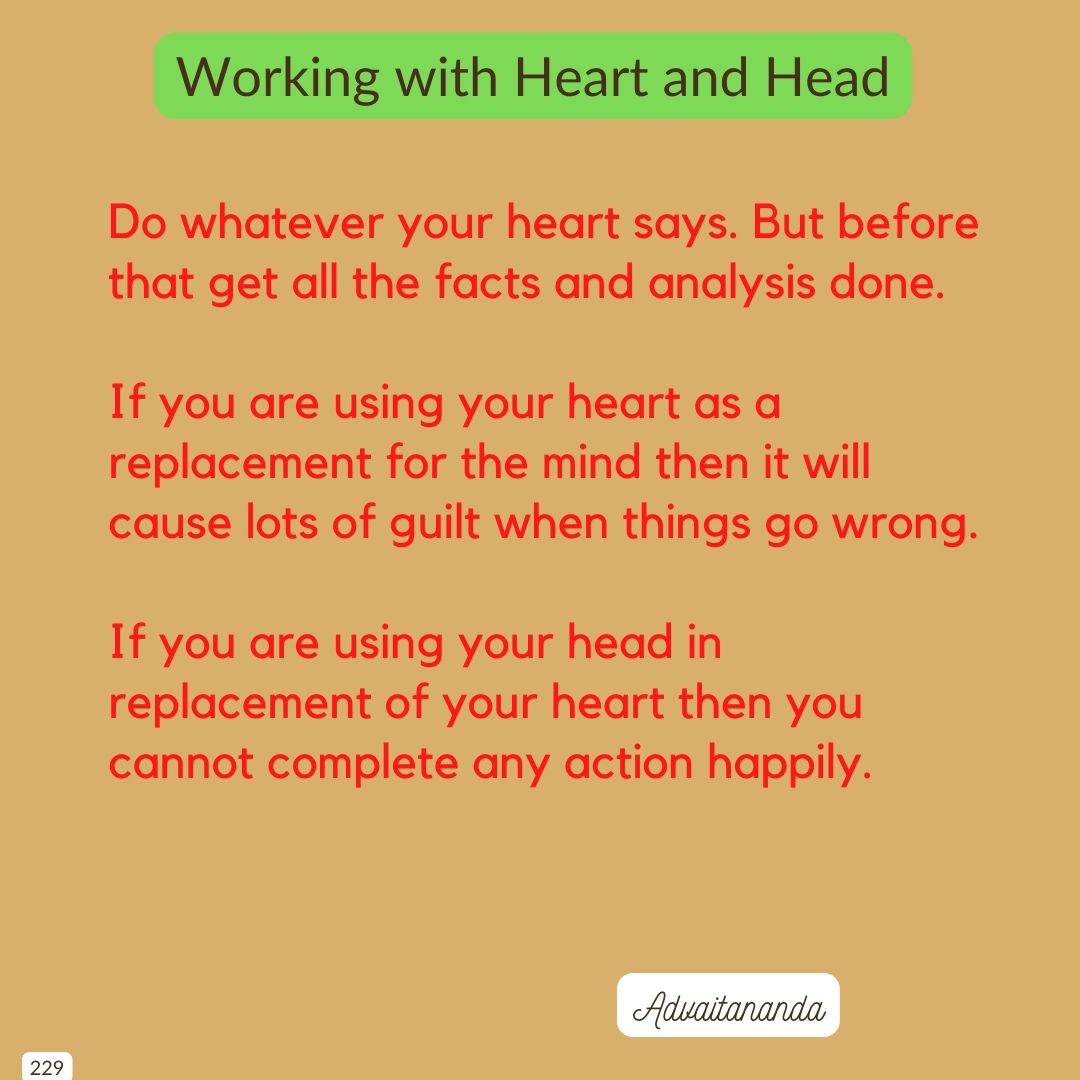 Working with Heart and Head
Do whatever your heart says. But before
that get all the facts and analysis done.
If you are using your heart as a
replacement for the mind then it will
cause lots of guilt when things go wrong.
If you are using your head in
replacement of your heart then you
cannot complete any action happily.
Advaitananda
229